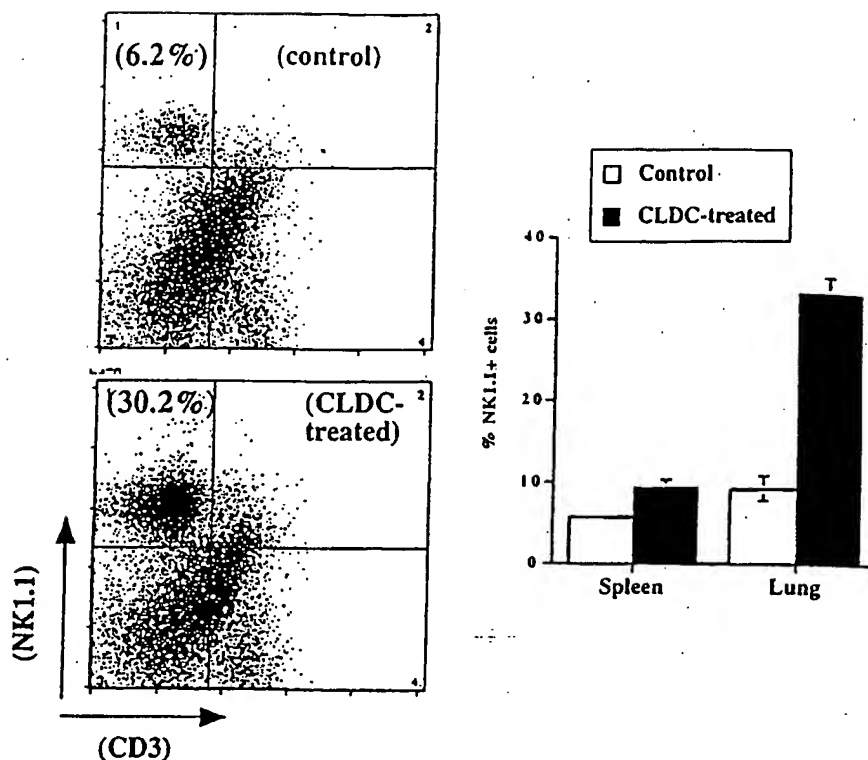 1
2
(6.2%)
(control)
4
(30.2%)
2
(CLDC-
treated)
4
(NK1.1)
(CD3)
Control
CLDC-treated
40
30
20
10
0
% NK1.1+ cells
Spleen
Lung